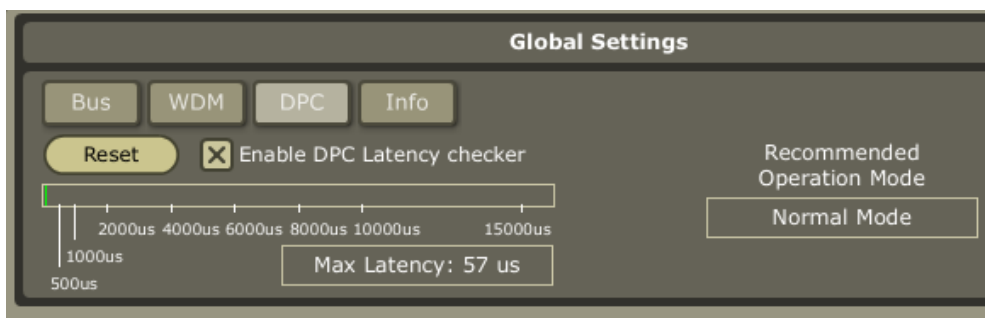 Global Settings
Bus WDM DPC Info
Reset Enable DPC Latency checker
Recommended
Operation Mode
Normal Mode
2000us 4000us 6000us 8000us 10000us 15000us
1000us
500us
Max Latency: 57 us